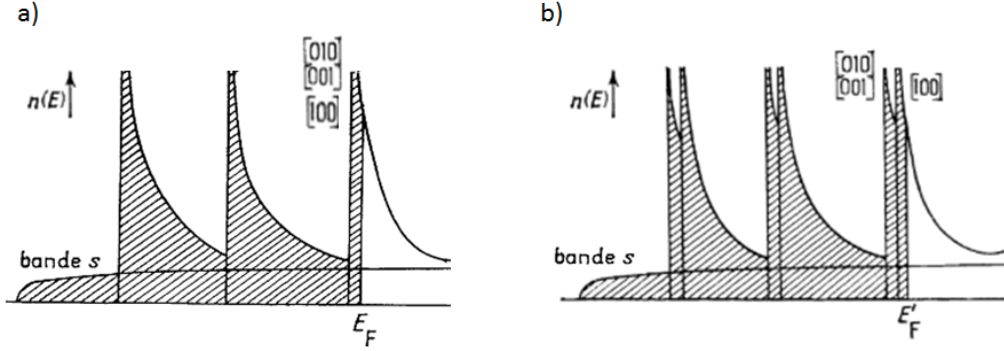 a)
[010]
[001]
[100]
n(E)
bande s
E_F
b)
[010]
[001] [100]
n(E)
bande s
E'_F